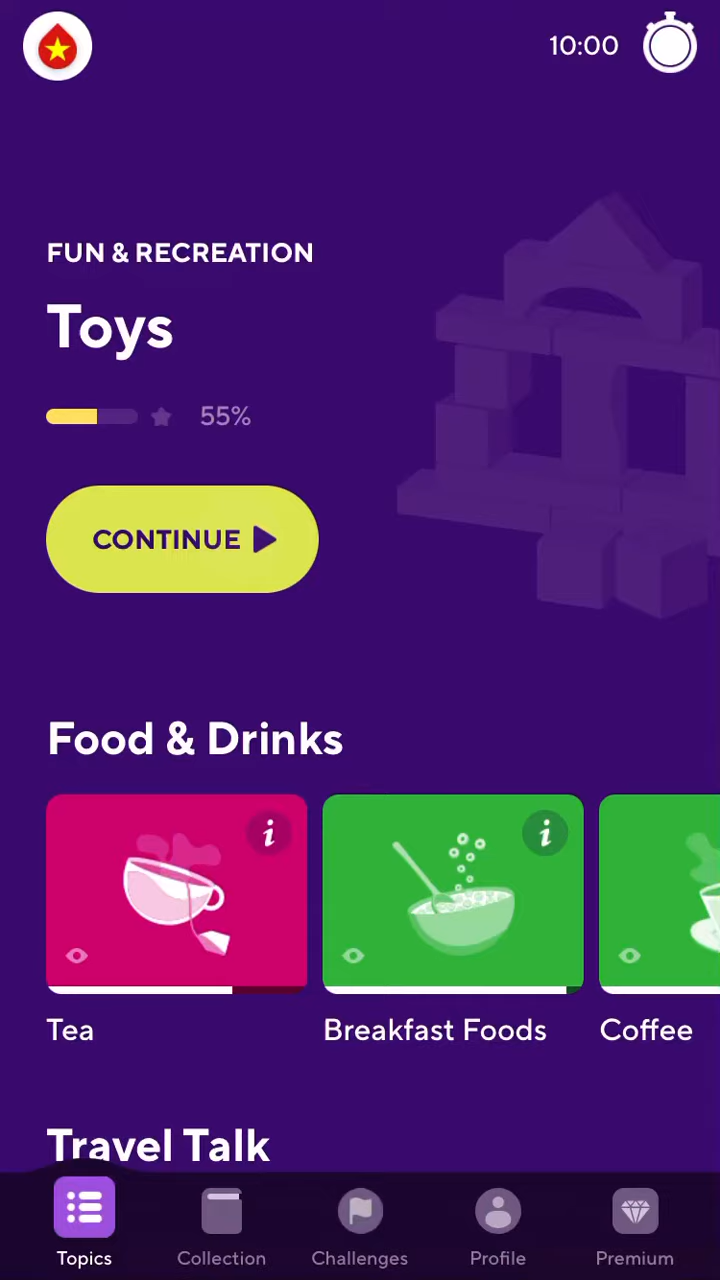 10:00
FUN & RECREATION
Toys
55%
CONTINUE
Food & Drinks
i
i
Tea
Breakfast Foods
Coffee
Travel Talk
Topics
Collection
Challenges
Profile
Premium